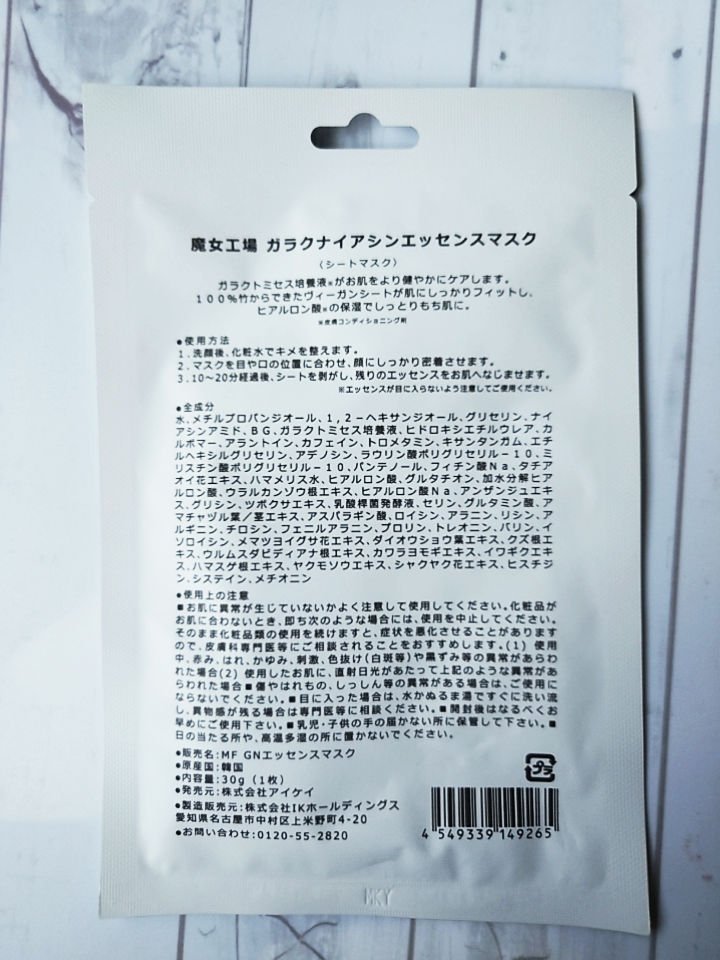 魔女工場 ガラクナイアシンエッセンスマスク
(シートマスク)
ガラクトミセス培養液※がお肌をより健やかにケアします。
100%竹からできたヴィーガンシートが肌にしっかりフィットし、
ヒアルロン酸※の保湿でしっとりもち肌に。
※皮膚コンディショニング剤
●使用方法
1.洗顔後、化粧水でキメを整えます。
2.マスクを目や口の位置に合わせ、顔にしっかり密着させます。
3.10~20分経過後、シートを剥がし、残りのエッセンスをお肌へなじませます。
※エッセンスが目に入らないよう注意してご使用ください。
●全成分
水、メチルプロパンジオール、1,2-ヘキサンジオール、グリセリン、ナイ
アシンアミド、BG、ガラクトミセス培養液、ヒドロキシエチルウレア、カ
ルボマー、アラントイン、カフェイン、トロメタミン、キサンタンガム、エチ
ルヘキシルグリセリン、アデノシン、ラウリン酸ポリグリセリル-10、ミ
リスチン酸ポリグリセリル-10、パンテノール、フィチン酸Na、タチア
オイ花エキス、ハマメリス水、ヒアルロン酸、グルタチオン、加水分解ヒア
ルロン酸、ウラルカンゾウ根エキス、ヒアルロン酸Na、アンザンジュエキ
ス、グリシン、ツボクサエキス、乳酸桿菌発酵液、セリン、グルタミン酸、ア
マチャヅル葉/茎エキス、アスパラギン酸、ロイシン、アラニン、リシン、ア
ルギニン、チロシン、フェニルアラニン、プロリン、トレオニン、バリン、イ
ソロイシン、メマツヨイグサ花エキス、ダイオウショウ葉エキス、クズ根エ
キス、ウルムスダビディアナ根エキス、カワラヨモギエキス、イワギクエキ
ス、ハマスゲ根エキス、ヤクモソウエキス、シャクヤク花エキス、ヒスチジ
ン、システイン、メチオニン
●使用上の注意
■お肌に異常が生じていないかよく注意して使用してください。化粧品が
お肌に合わないとき、即ち次のような場合には、使用を中止してください。
そのまま化粧品類の使用を続けますと、症状を悪化させることがあります
ので、皮膚科専門医等にご相談されることをおすすめします。(1) 使用
中、赤み、はれ、かゆみ、刺激、色抜け(白斑等)や黒ずみ等の異常があらわ
れた場合(2) 使用したお肌に、直射日光があたって上記のような異常があ
らわれた場合■傷やはれもの、しっしん等の異常がある場合は、ご使用に
ならないでください。■目に入った場合は、水かぬるま湯ですぐに洗い流
し、異物感が残る場合は専門医等に相談ください。■開封後はなるべくお
早めにご使用下さい。■乳児・子供の手の届かない所に保管して下さい。■
日の当たる所や、高温多湿の所に置かないでください。
●販売名:MF GNエッセンスマスク
●原産国:韓国
●内容量:30g(1枚)
●発売元:株式会社アイケイ
●製造販売元:株式会社IKホールディングス
愛知県名古屋市中村区上米野町4-20
●お問い合わせ:0120-55-2820
プラ
4 549339 149265
MKY